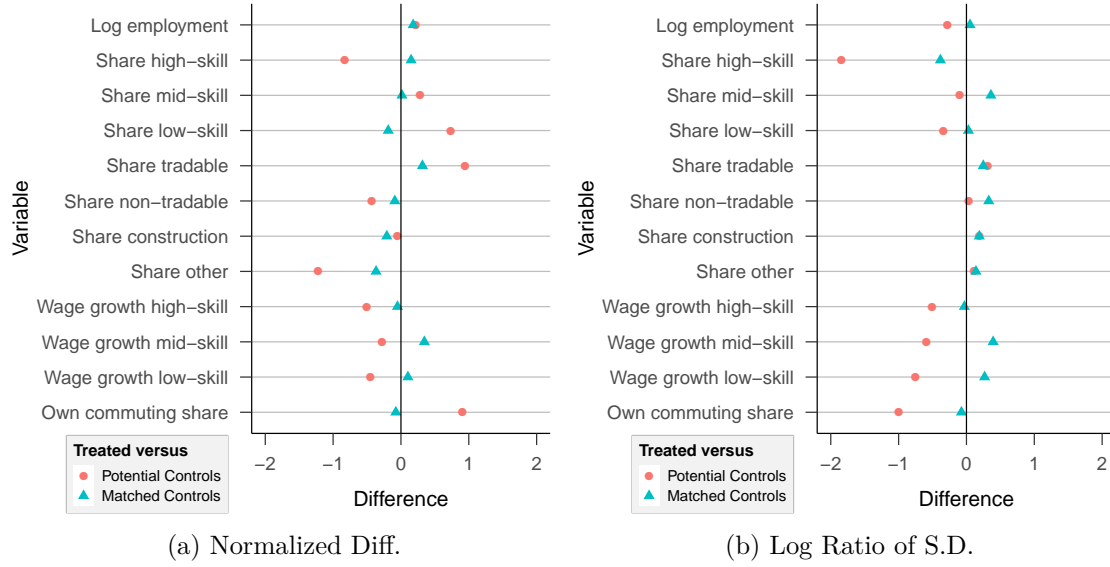 Variable
Log employment
Share high−skill
Share mid−skill
Share low−skill
Share tradable
Share non−tradable
Share construction
Share other
Wage growth high−skill
Wage growth mid−skill
Wage growth low−skill
Own commuting share
−2 −1 0 1 2
Difference
Treated versus
Potential Controls
Matched Controls
(a) Normalized Diff.
Variable
Log employment
Share high−skill
Share mid−skill
Share low−skill
Share tradable
Share non−tradable
Share construction
Share other
Wage growth high−skill
Wage growth mid−skill
Wage growth low−skill
Own commuting share
−2 −1 0 1 2
Difference
Treated versus
Potential Controls
Matched Controls
(b) Log Ratio of S.D.